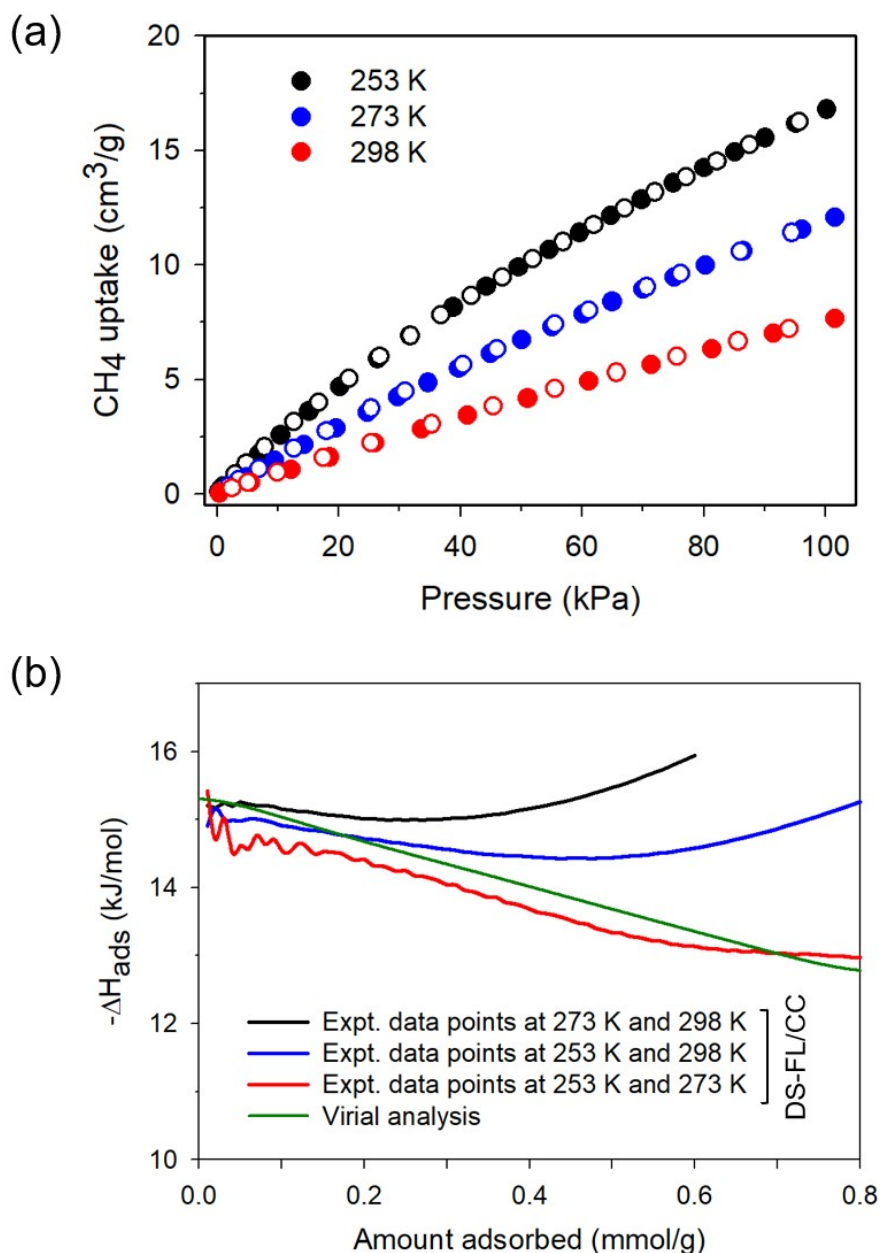 (a)
20
15
10
5
0
CH4 uptake (cm3/g)
253 K
273 K
298 K
0 20 40 60 80 100
Pressure (kPa)
(b)
16
14
12
10
-ΔHads (kJ/mol)
Expt. data points at 273 K and 298 K
Expt. data points at 253 K and 298 K
Expt. data points at 253 K and 273 K
Virial analysis
DS-FL/CC
0.0 0.2 0.4 0.6 0.8
Amount adsorbed (mmol/g)